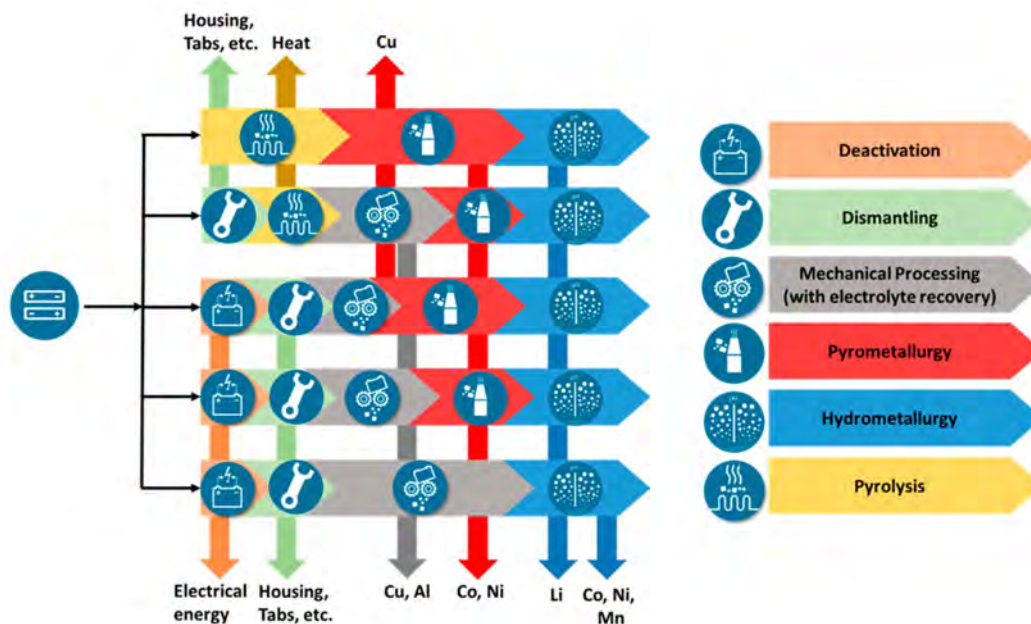 Housing,
Tabs, etc.
Heat
Cu
Deactivation
Dismantling
Mechanical Processing
(with electrolyte recovery)
Pyrometallurgy
Hydrometallurgy
Pyrolysis
Electrical
energy
Housing,
Tabs, etc.
Cu, Al
Co, Ni
Li
Co, Ni,
Mn